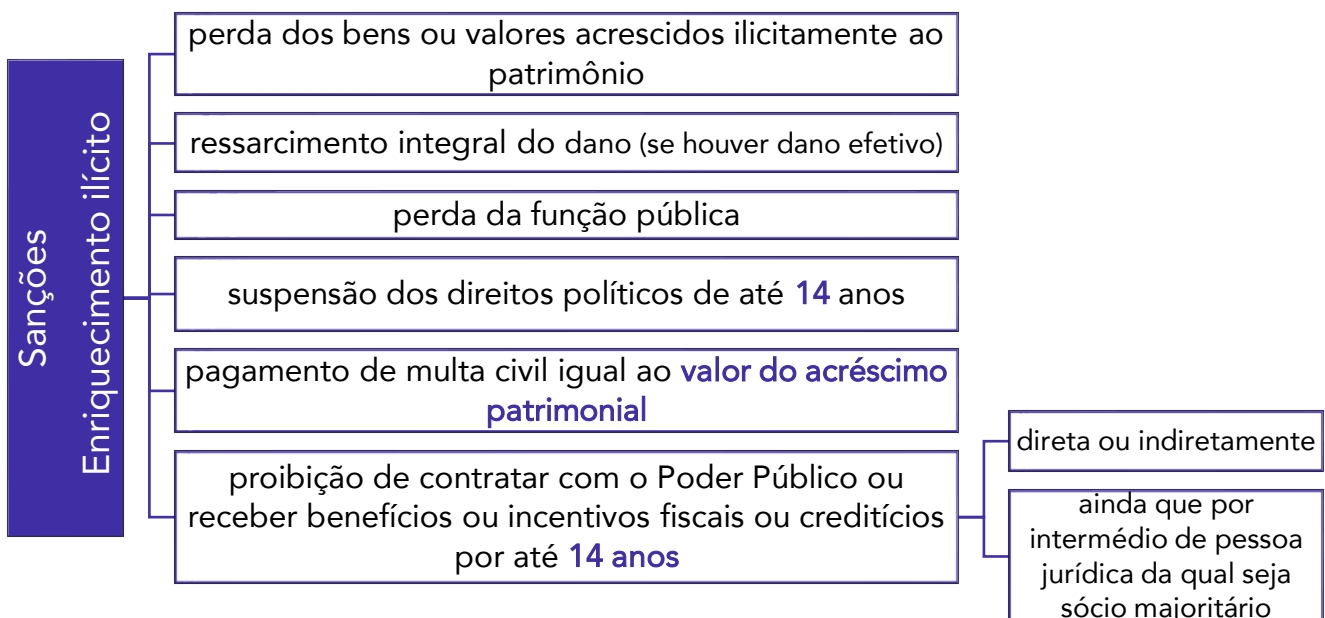 Sanções
Enriquecimento ilícito
perda dos bens ou valores acrescidos ilicitamente ao
patrimônio
ressarcimento integral do dano (se houver dano efetivo)
perda da função pública
suspensão dos direitos políticos de até 14 anos
pagamento de multa civil igual ao valor do acréscimo
patrimonial
proibição de contratar com o Poder Público ou
receber benefícios ou incentivos fiscais ou creditícios
por até 14 anos
direta ou indiretamente
ainda que por
intermédio de pessoa
jurídica da qual seja
sócio majoritário